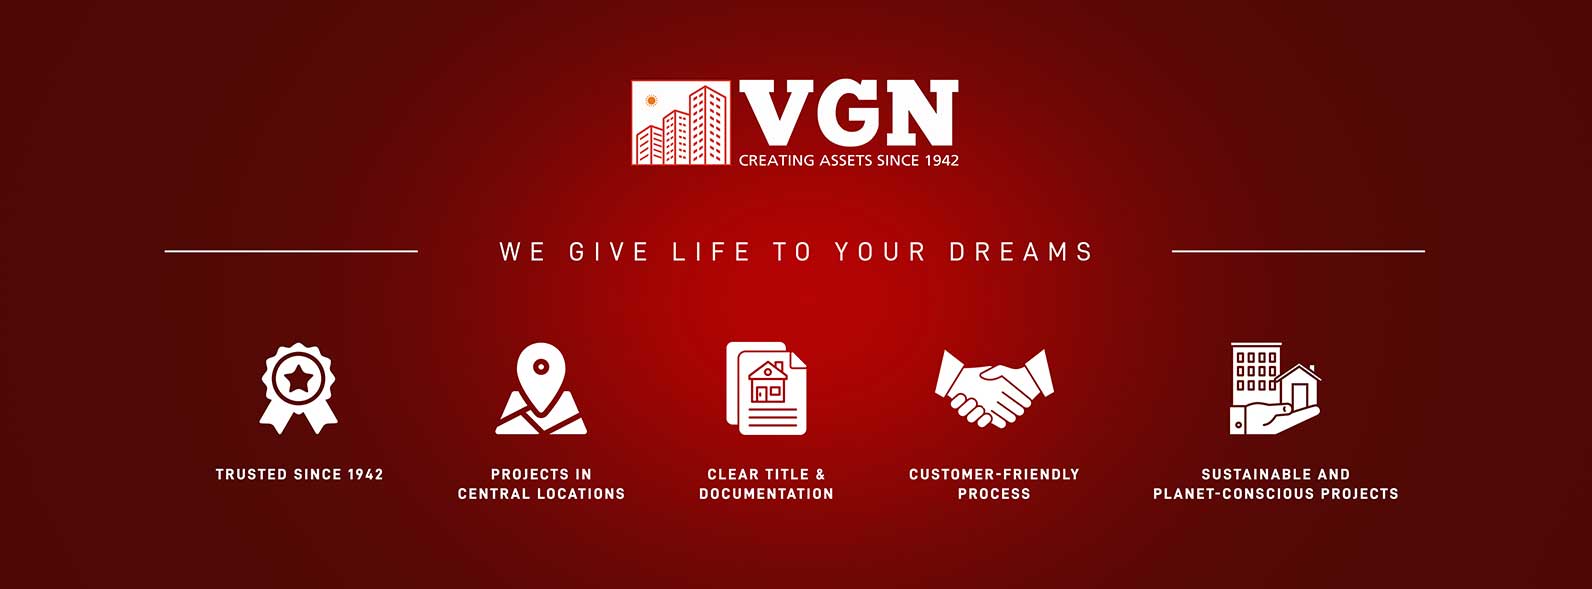 VGN
CREATING ASSETS SINCE 1942
WE GIVE LIFE TO YOUR DREAMS
TRUSTED SINCE 1942
PROJECTS IN
CENTRAL LOCATIONS
CLEAR TITLE &
DOCUMENTATION
CUSTOMER-FRIENDLY
PROCESS
SUSTAINABLE AND
PLANET-CONSCIOUS PROJECTS